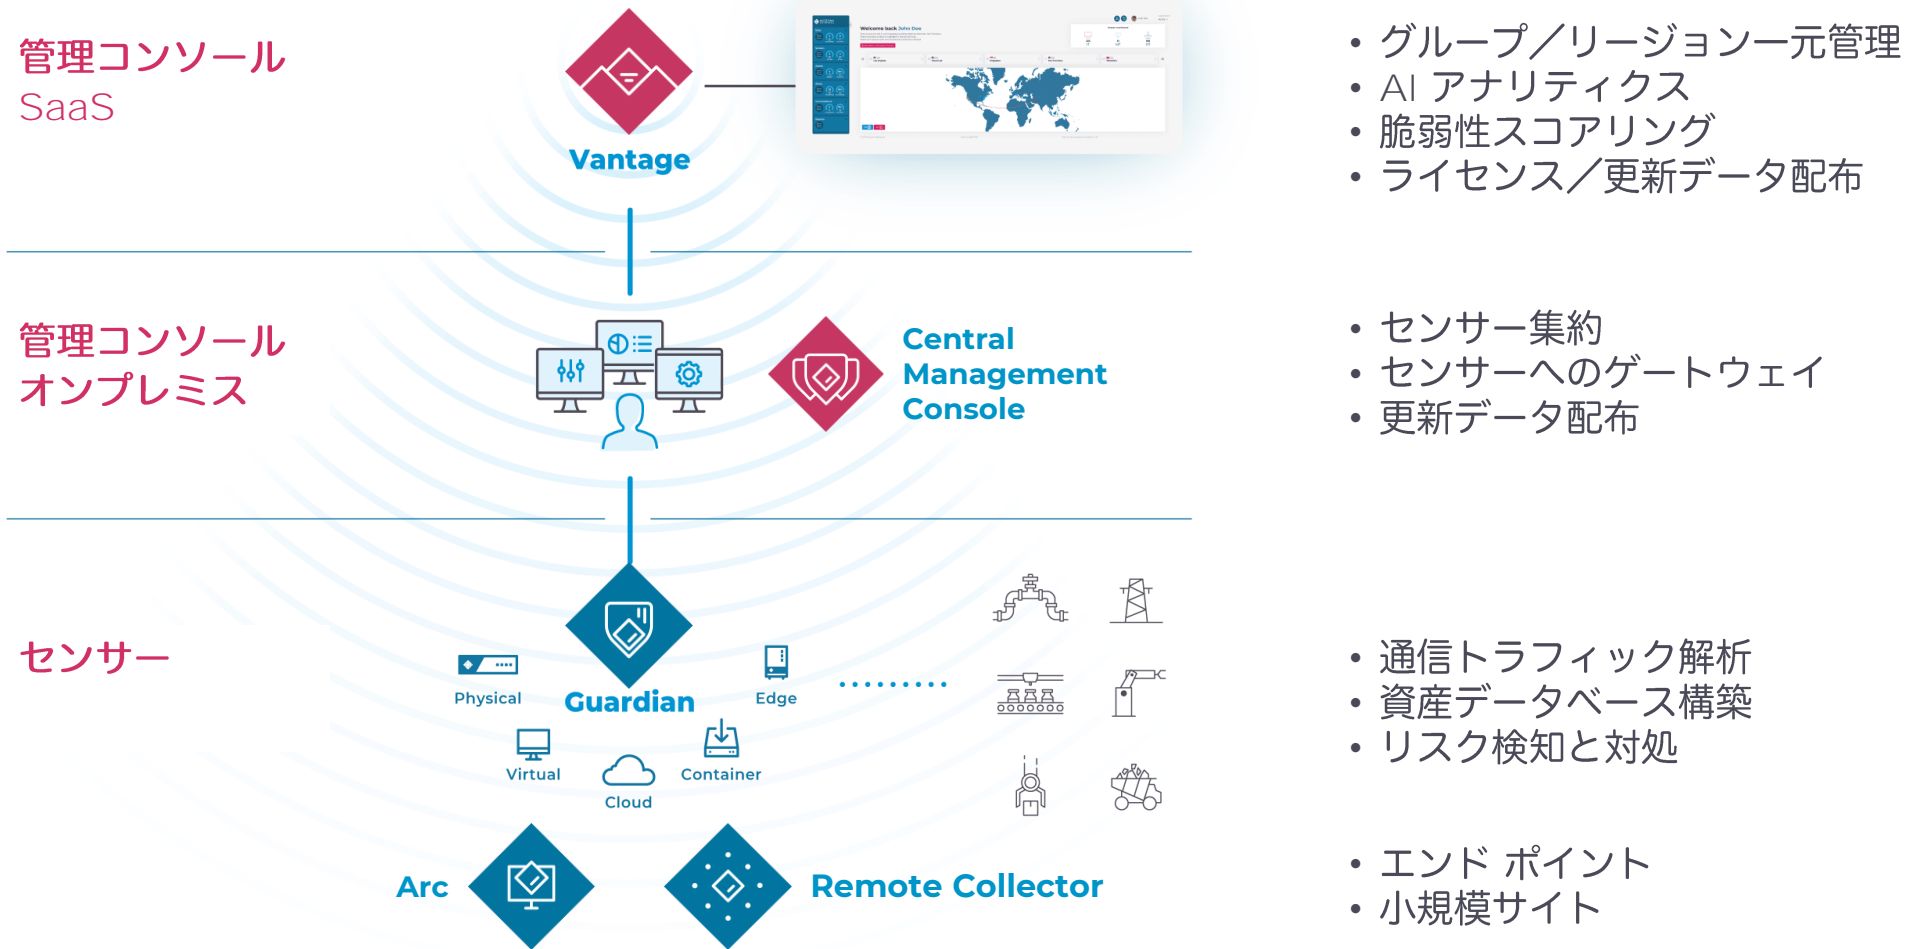 管理コンソール
SaaS
Vantage
Welcome back John Doe
• グループ／リージョン一元管理
• AI アナリティクス
• 脆弱性スコアリング
• ライセンス／更新データ配布
管理コンソール
オンプレミス
Central
Management
Console
• センサー集約
• センサーへのゲートウェイ
• 更新データ配布
センサー
Physical
Guardian
Edge
Virtual
Container
Cloud
• 通信トラフィック解析
• 資産データベース構築
• リスク検知と対処
Arc
Remote Collector
• エンド ポイント
• 小規模サイト